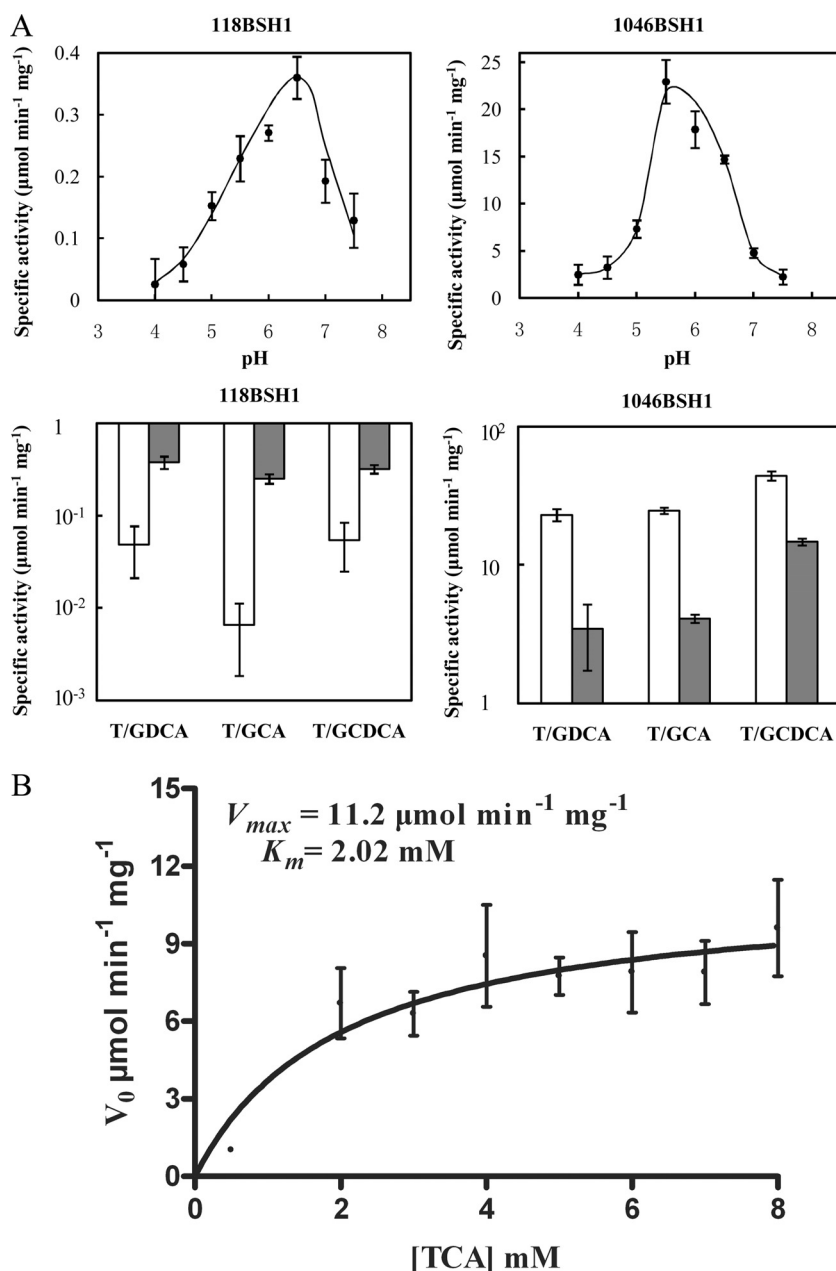 A
118BSH1
Specific activity (μmol min⁻¹ mg⁻¹)
0.4
0.3
0.2
0.1
0
3 4 5 6 7 8
pH
1046BSH1
Specific activity (μmol min⁻¹ mg⁻¹)
25
20
15
10
5
0
3 4 5 6 7 8
pH
118BSH1
Specific activity (μmol min⁻¹ mg⁻¹)
1
10⁻¹
10⁻²
10⁻³
T/GDCA T/GCA T/GCDCA
1046BSH1
Specific activity (μmol min⁻¹ mg⁻¹)
10²
10
1
T/GDCA T/GCA T/GCDCA
B
V₀ μmol min⁻¹ mg⁻¹
15
12
9
6
3
0
Vmax = 11.2 μmol min⁻¹ mg⁻¹
Km= 2.02 mM
0 2 4 6 8
[TCA] mM